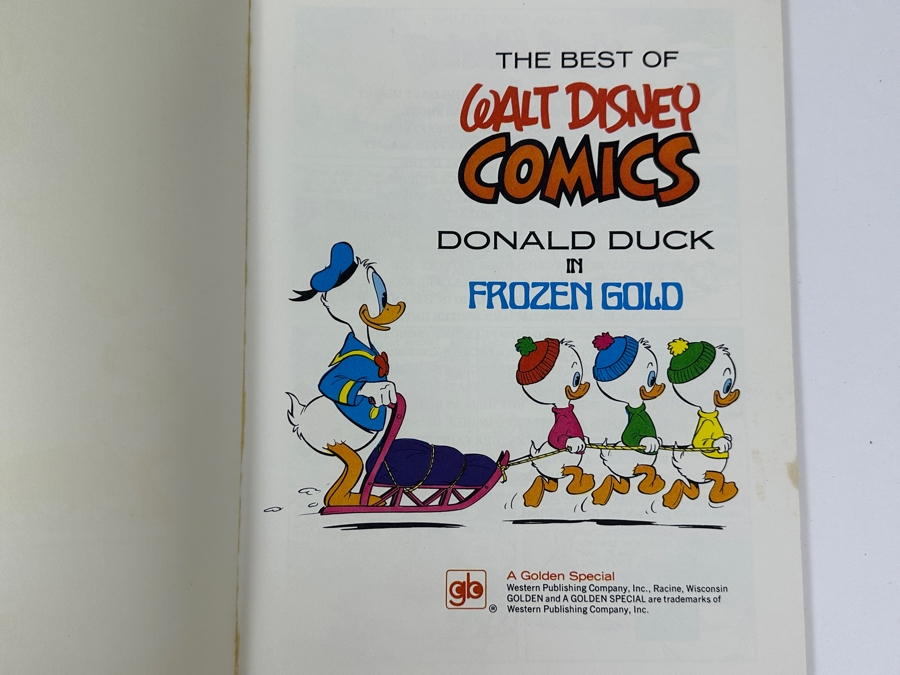 THE BEST OF
WALT DISNEY
COMICS
DONALD DUCK
IN
FROZEN GOLD
gb
®
A Golden Special
Western Publishing Company, Inc., Racine, Wisconsin
GOLDEN and A GOLDEN SPECIAL are trademarks of
Western Publishing Company, Inc.